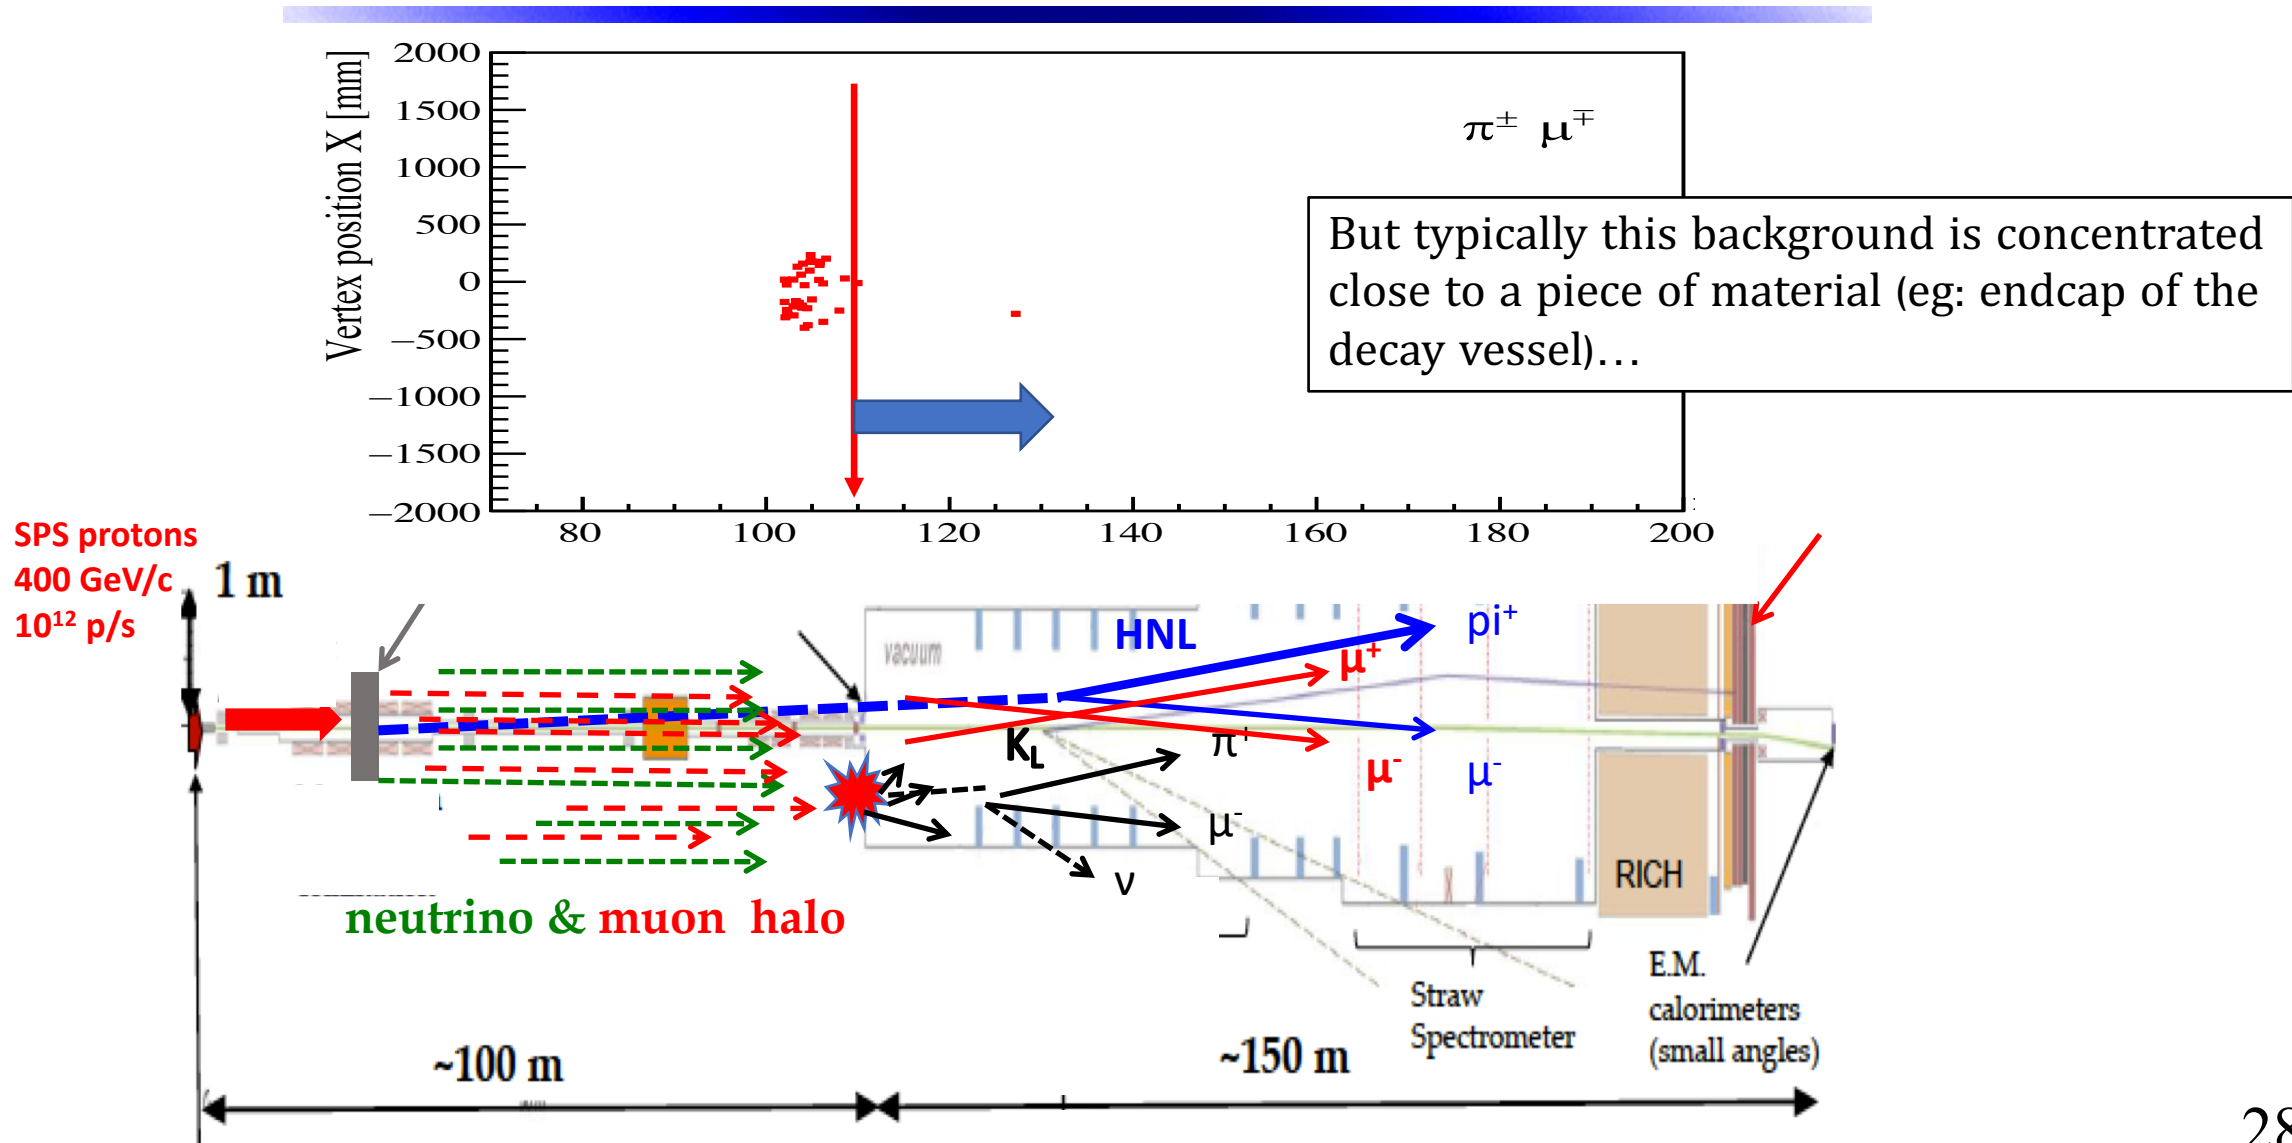 2000
1500
1000
500
0
−500
−1000
−1500
−2000
Vertex position X [mm]
π± μ∓
80 100 120 140 160 180 200
But typically this background is concentrated
close to a piece of material (eg: endcap of the
decay vessel)…
SPS protons
400 GeV/c
10¹² p/s
1 m
vacuum
HNL
pi⁺
μ⁺
K_L
π⁺
μ⁻
μ⁻
μ⁻
ν
RICH
neutrino & muon halo
Straw
Spectrometer
E.M.
calorimeters
(small angles)
~100 m
~150 m
28